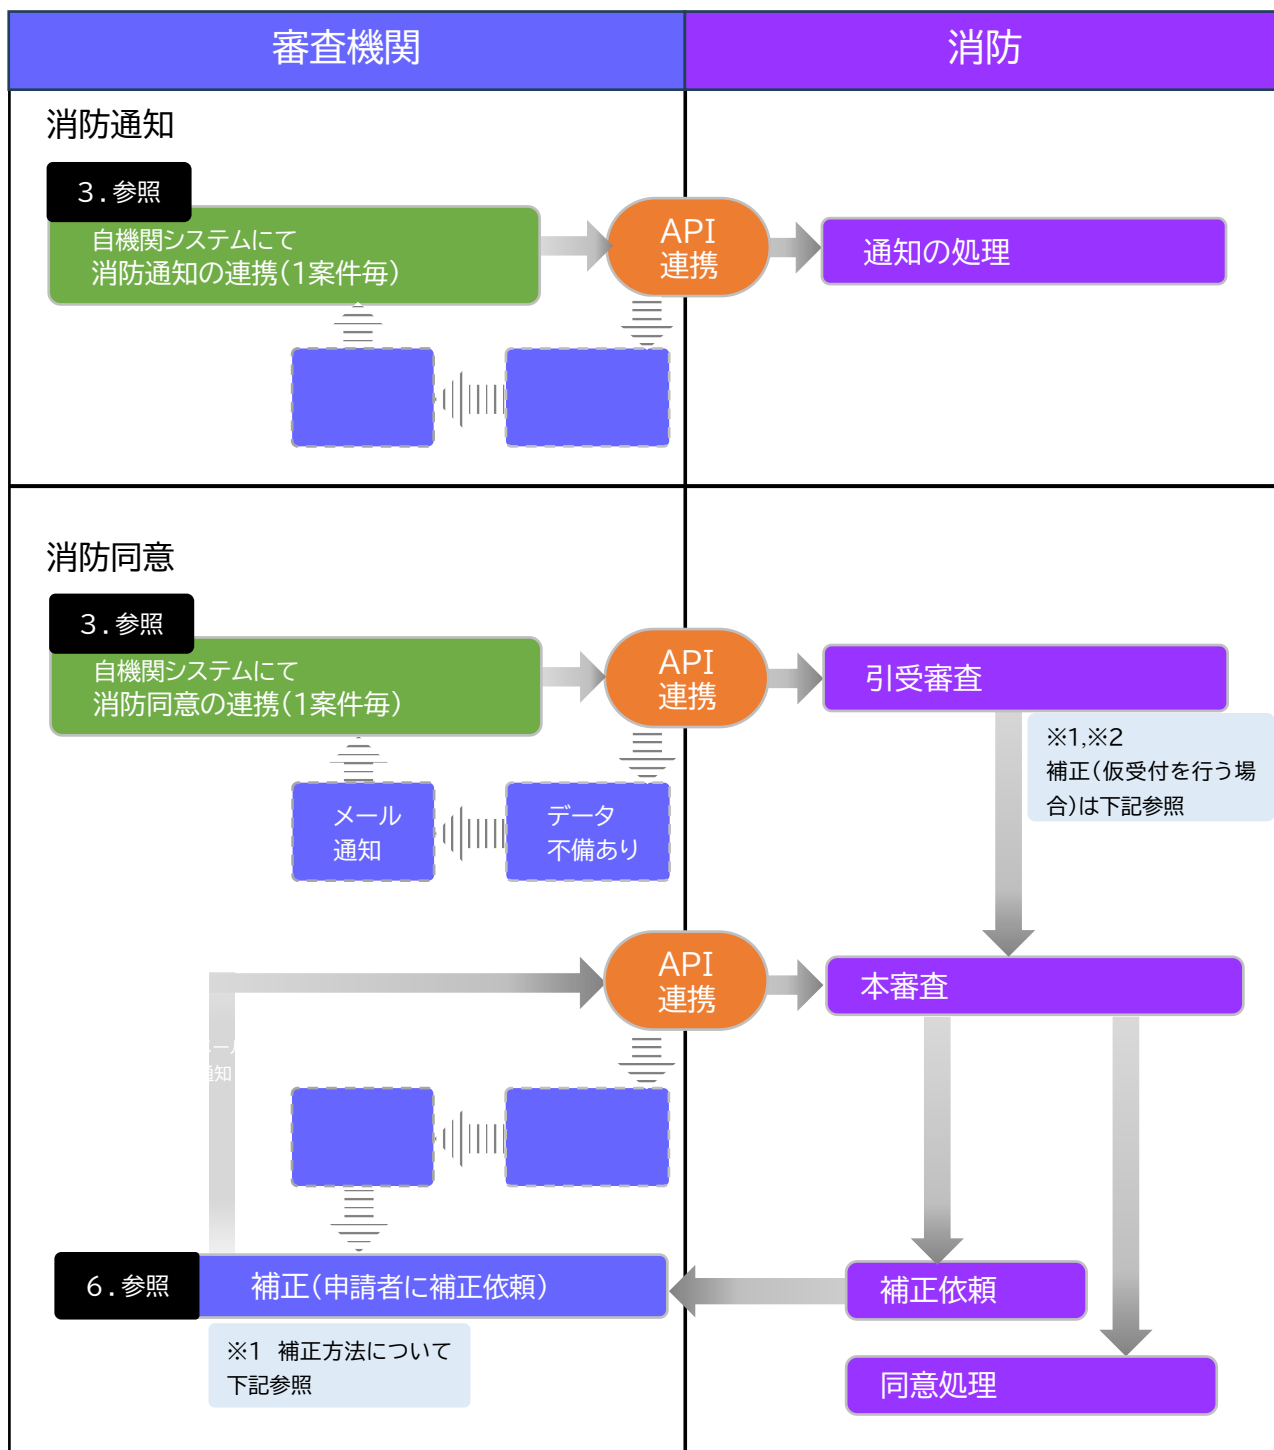 審査機関
消防
消防通知
３．参照
自機関システムにて
消防通知の連携（１案件毎）
API
連携
通知の処理
消防同意
３．参照
自機関システムにて
消防同意の連携（１案件毎）
API
連携
引受審査
※1,※2
補正（仮受付を行う場
合）は下記参照
メール
通知
データ
不備あり
API
連携
本審査
通知
６．参照
補正（申請者に補正依頼）
補正依頼
※1　補正方法について
下記参照
同意処理